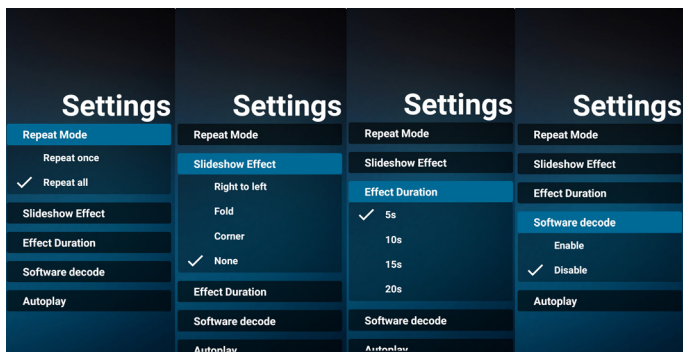 Settings
Repeat Mode
Repeat once
Repeat all
Slideshow Effect
Effect Duration
Software decode
Autoplay
Settings
Repeat Mode
Slideshow Effect
Right to left
Fold
Corner
None
Effect Duration
Software decode
Autoplay
Settings
Repeat Mode
Slideshow Effect
Effect Duration
5s
10s
15s
20s
Software decode
Autoplay
Settings
Repeat Mode
Slideshow Effect
Effect Duration
Software decode
Enable
Disable
Autoplay